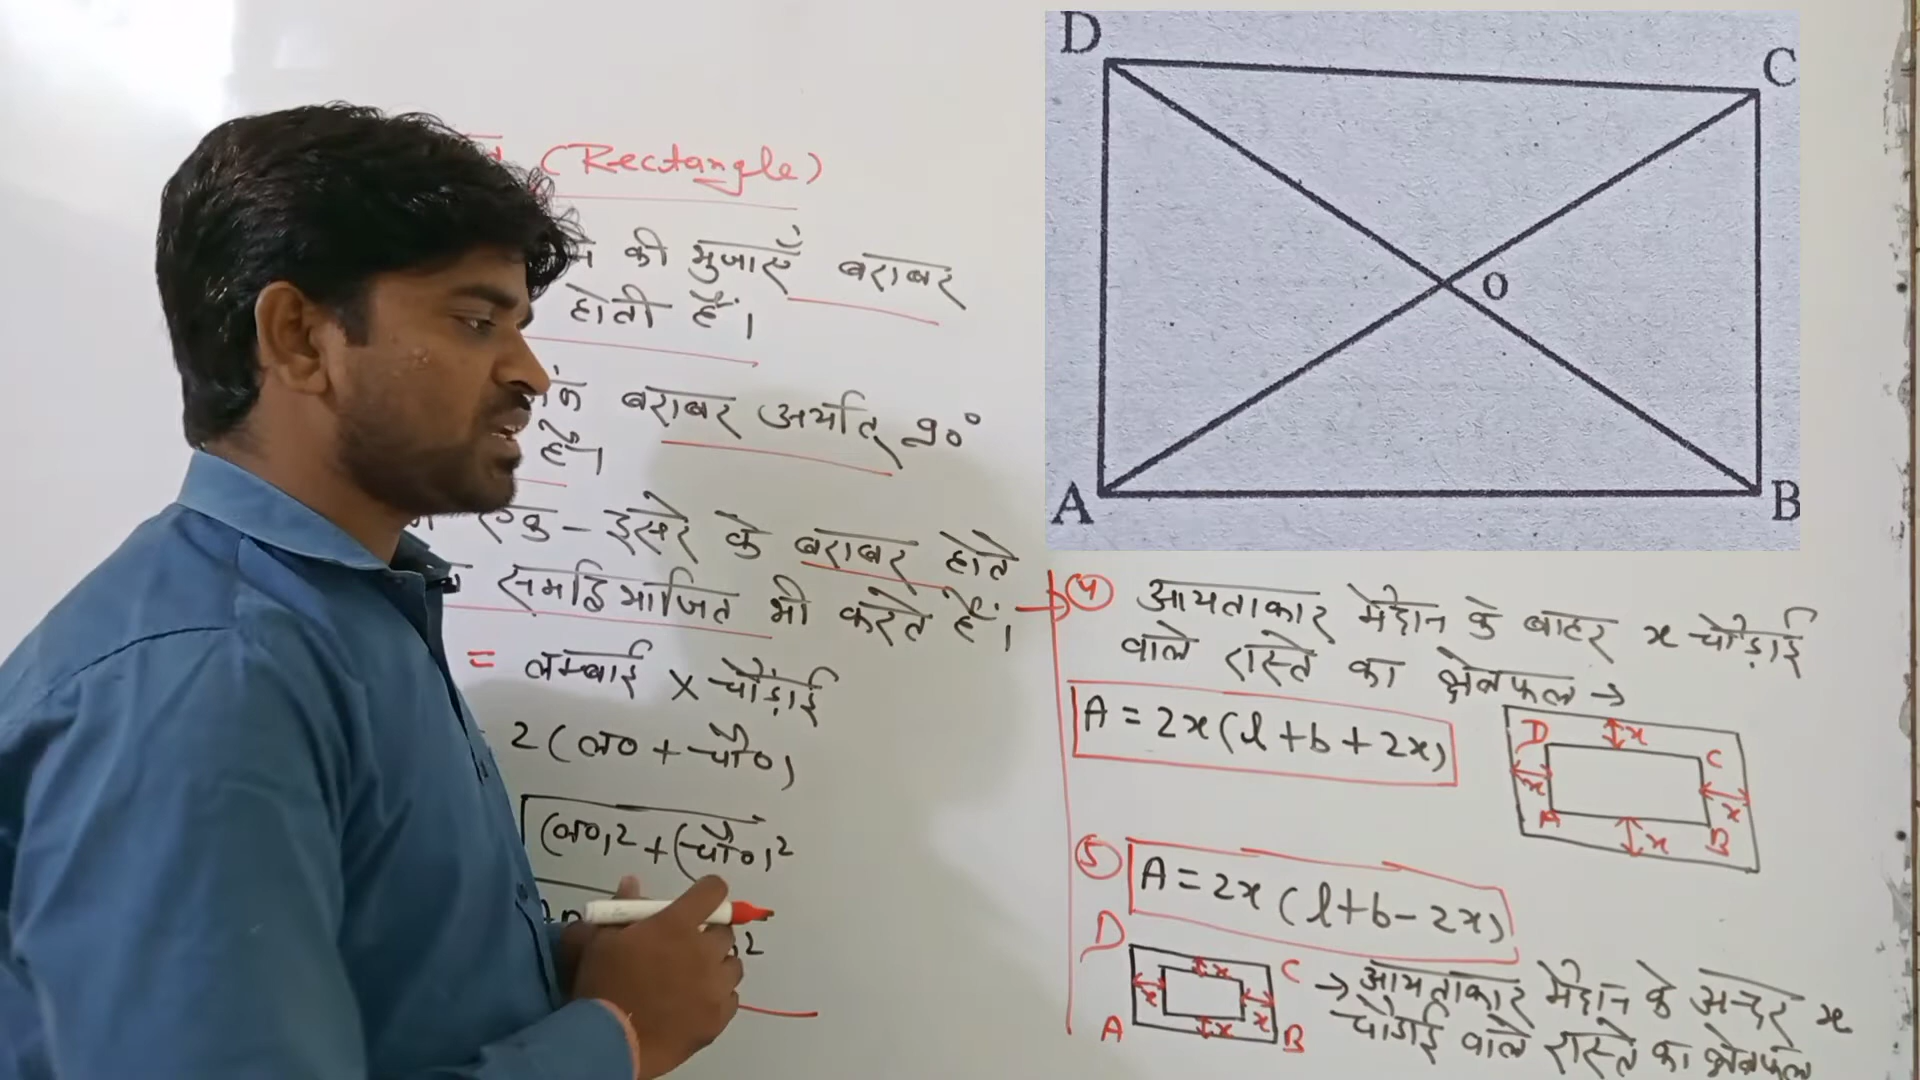 (Rectangle)
की भुजाएँ बराबर
होती हैं।
बराबर अर्थात् 90°
है।
एक-दूसरे के बराबर होते
समद्विभाजित भी करते हैं।
= लम्बाई × चौड़ाई
2 (ल० + चौ०)
(ल०)² + (चौ०)²
D
C
O
A
B
④ आयताकार मैदान के बाहर x चौड़ाई
वाले रास्ते का क्षेत्रफल →
A = 2x(l + b + 2x)
D x C
x x
A x B
⑤ A = 2x (l + b - 2x)
D x C
x x
A x B
→ आयताकार मैदान के अन्दर x
चौड़ाई वाले रास्ते का क्षेत्रफल